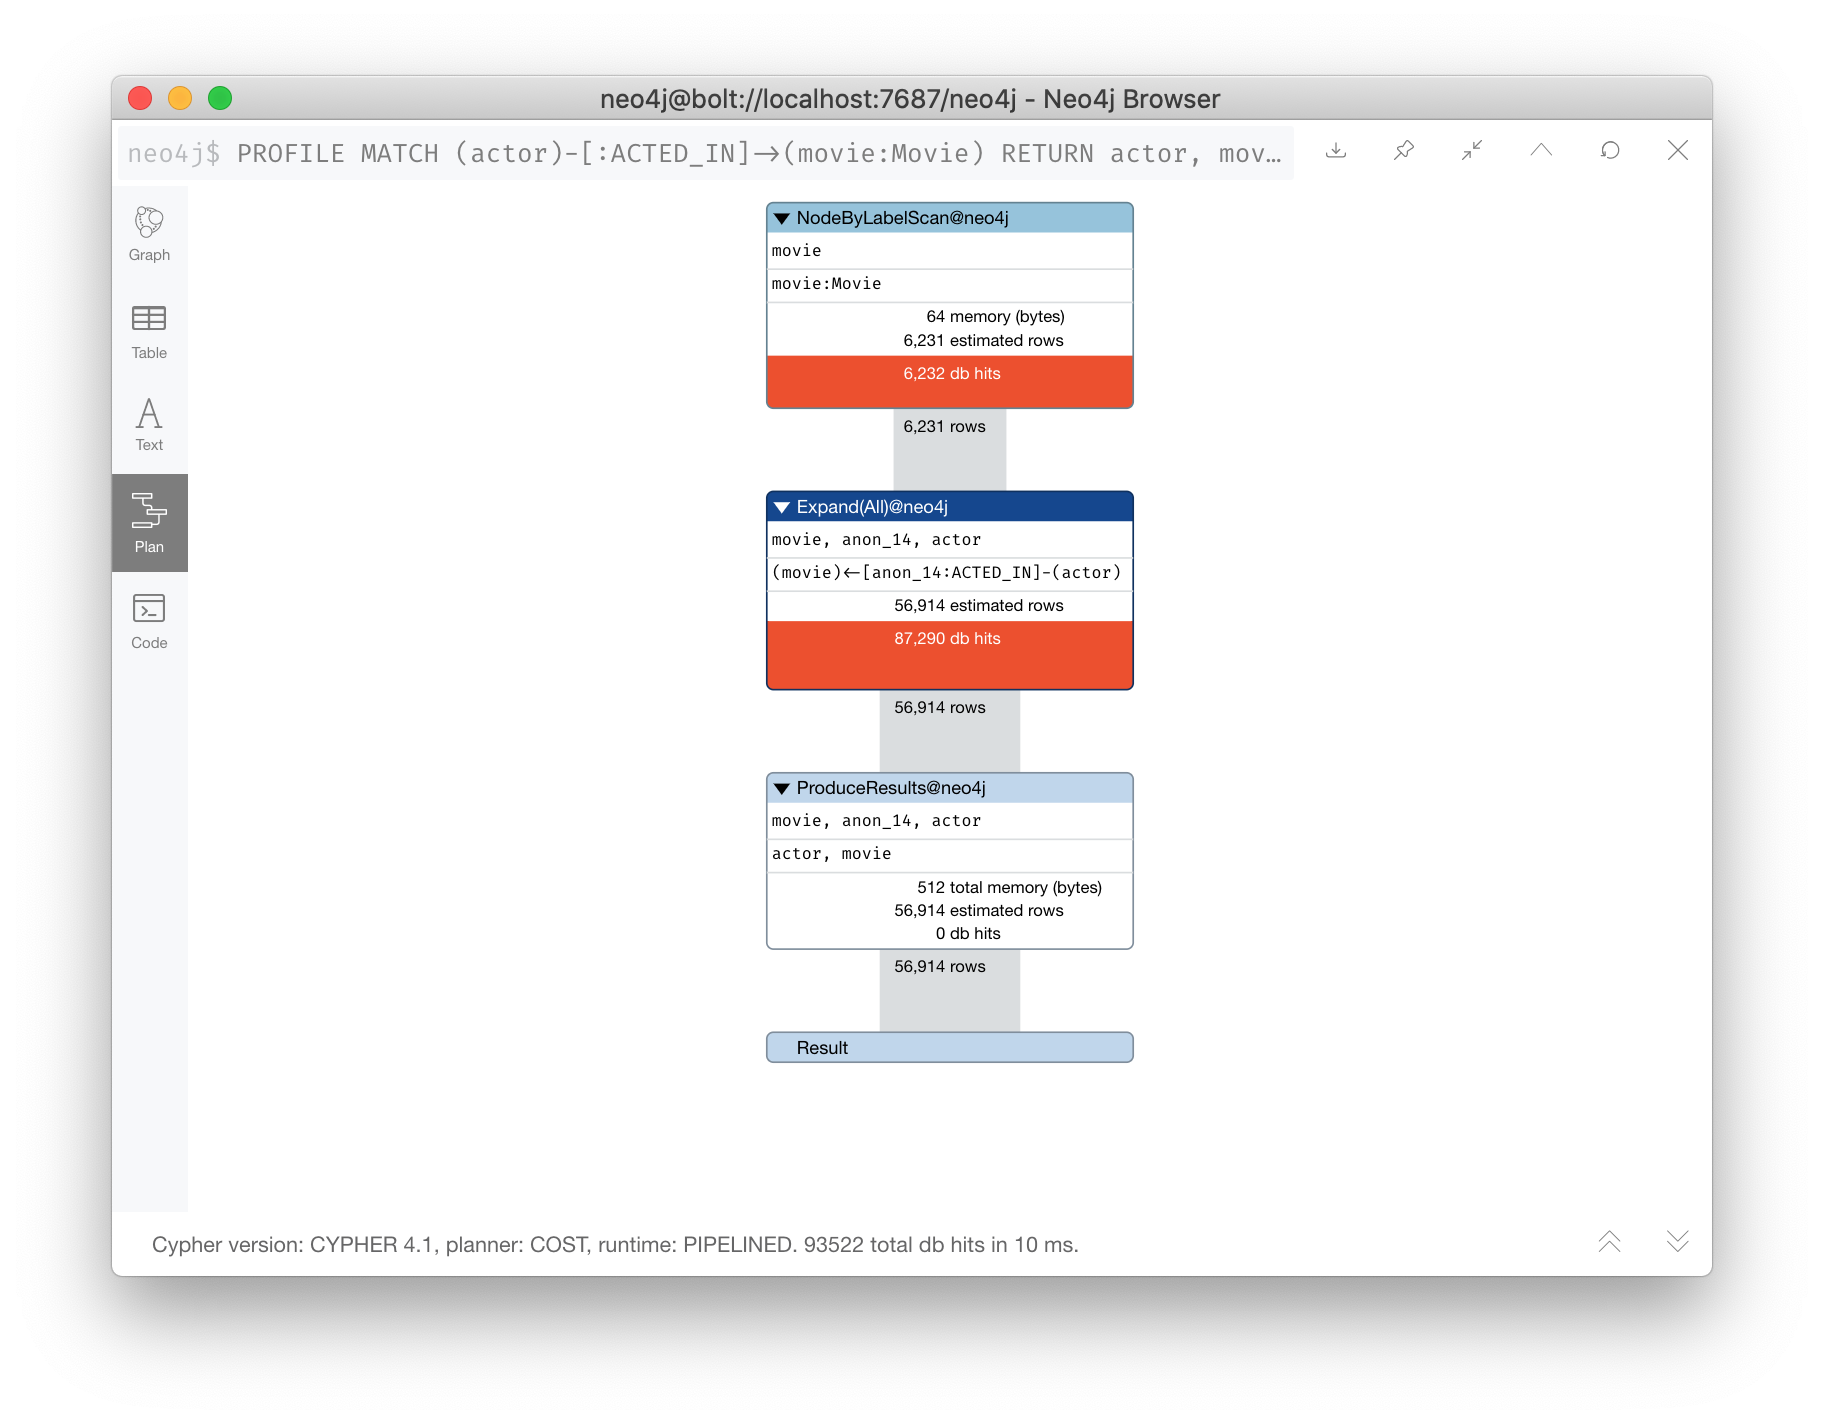 neo4j@bolt://localhost:7687/neo4j - Neo4j Browser
neo4j$ PROFILE MATCH (actor)-[:ACTED_IN]->(movie:Movie) RETURN actor, mov…
Graph
Table
Text
Plan
Code
NodeByLabelScan@neo4j
movie
movie:Movie
64 memory (bytes)
6,231 estimated rows
6,232 db hits
6,231 rows
Expand(All)@neo4j
movie, anon_14, actor
(movie)<-[anon_14:ACTED_IN]-(actor)
56,914 estimated rows
87,290 db hits
56,914 rows
ProduceResults@neo4j
movie, anon_14, actor
actor, movie
512 total memory (bytes)
56,914 estimated rows
0 db hits
56,914 rows
Result
Cypher version: CYPHER 4.1, planner: COST, runtime: PIPELINED. 93522 total db hits in 10 ms.